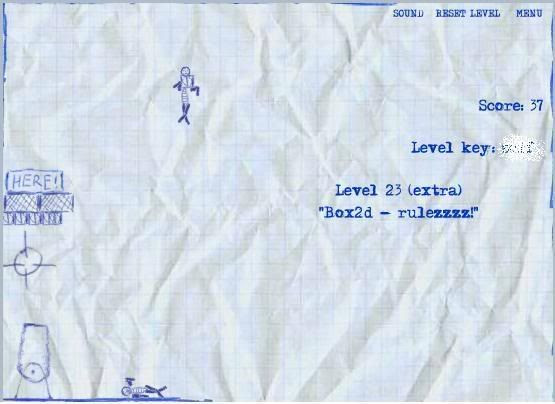 SOUND RESET LEVEL MENU
Score: 37
Level key:
HERE!
Level 23 (extra)
"Box2d - rulezzzz!"